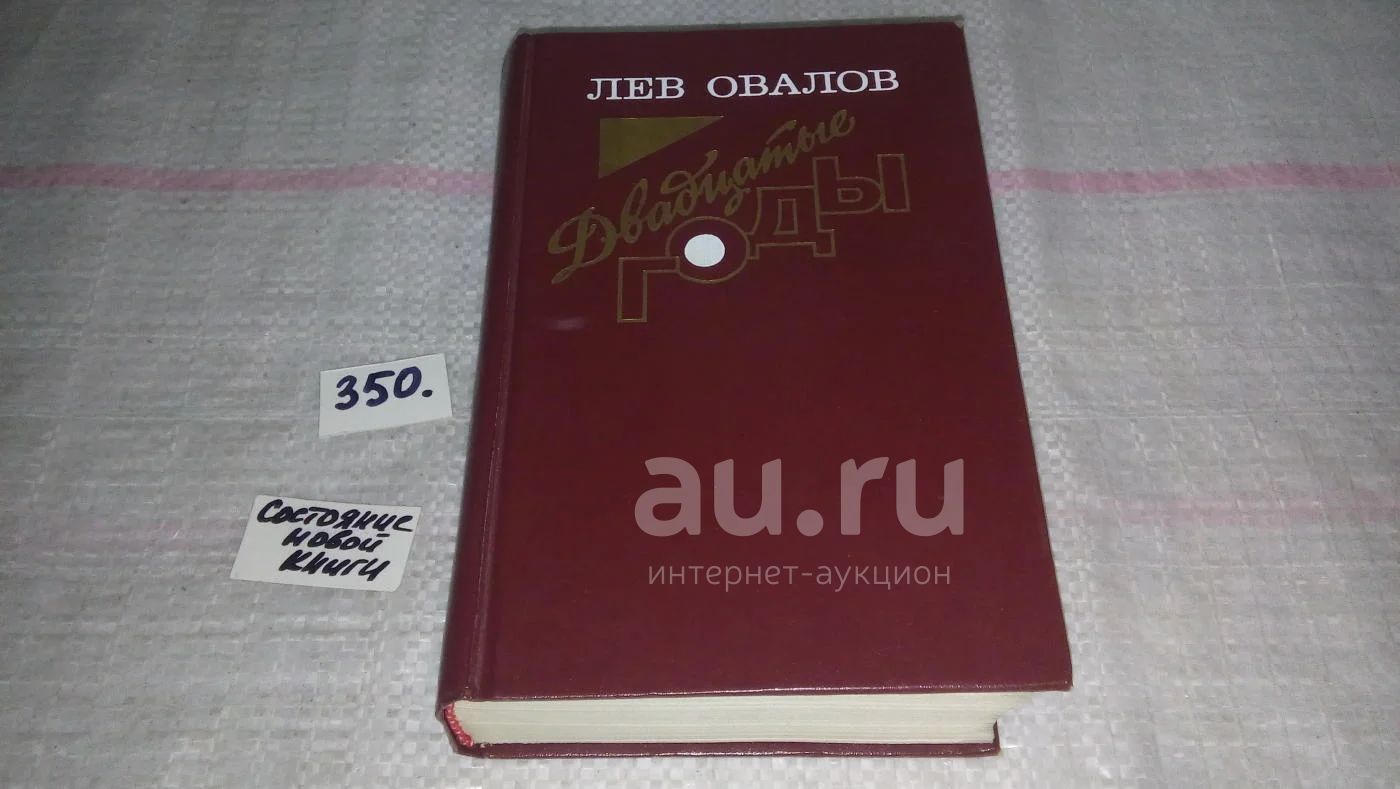 ЛЕВ ОВАЛОВ
Двадцатые
ГОДЫ
350.
Состояние
новой
книги
au.ru
интернет-аукцион